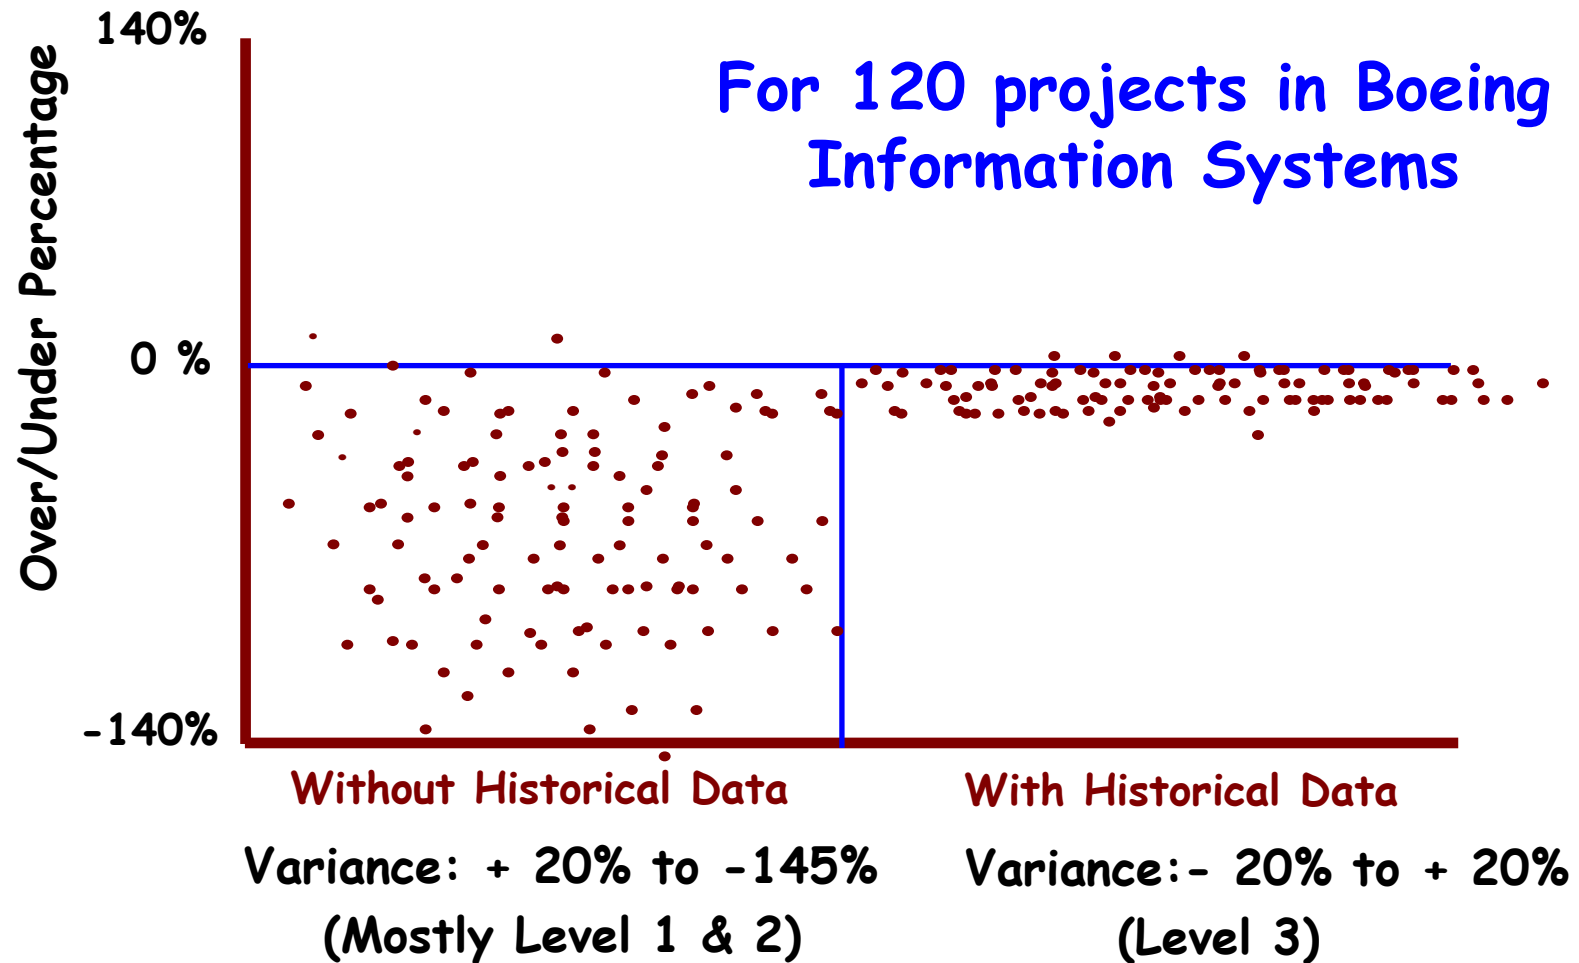 140%
For 120 projects in Boeing
Information Systems
Over/Under Percentage
0 %
-140%
Without Historical Data
With Historical Data
Variance: + 20% to -145%
Variance:- 20% to + 20%
(Mostly Level 1 & 2)
(Level 3)